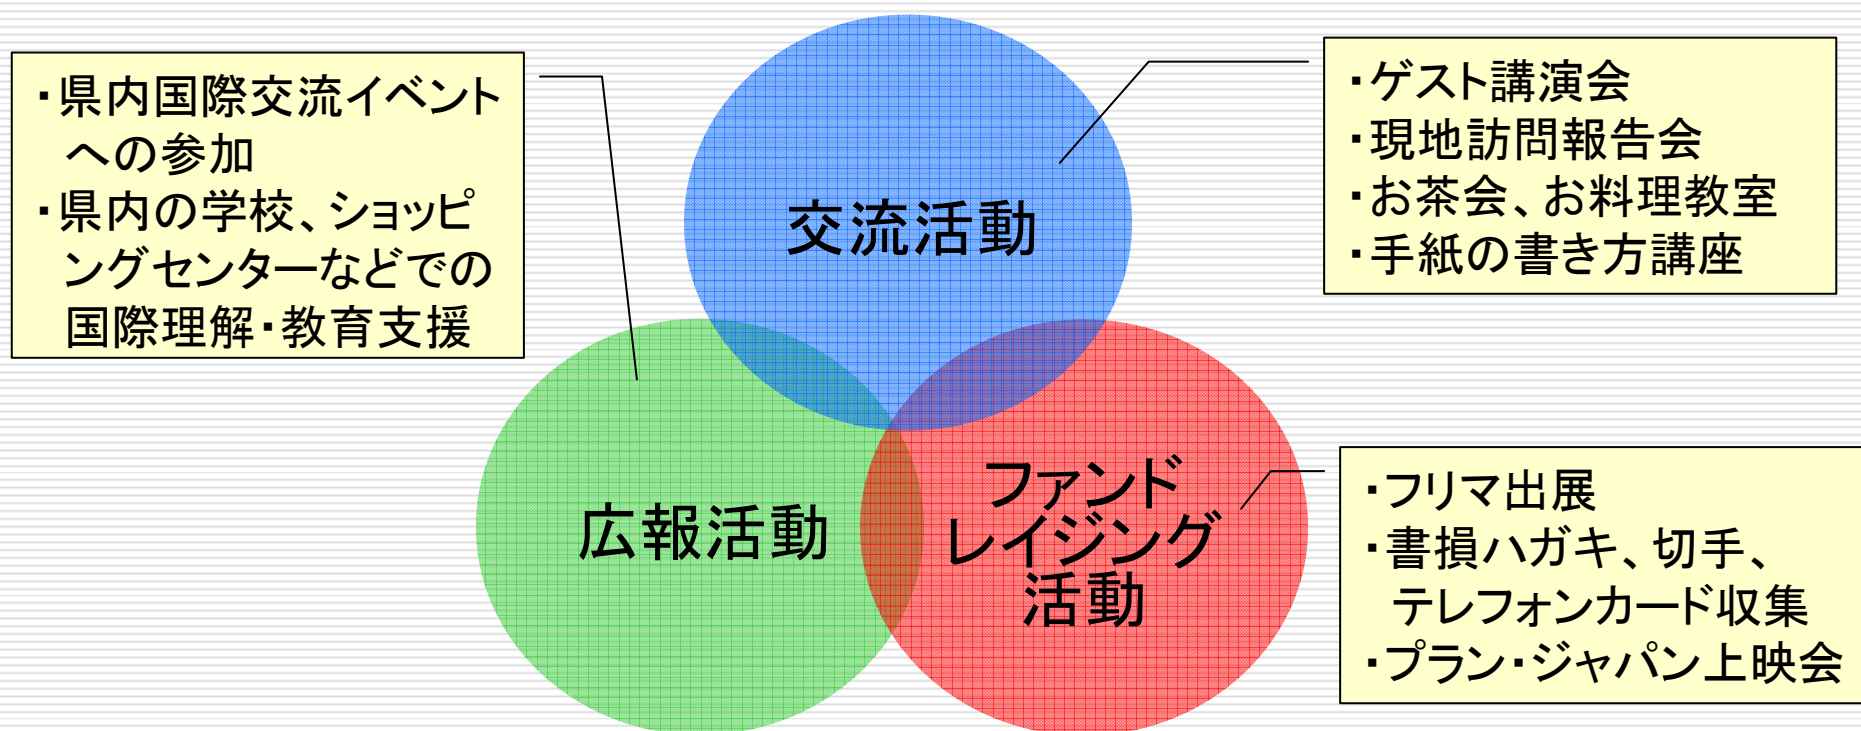 ・県内国際交流イベント
への参加
・県内の学校、ショッピ
ングセンターなどでの
国際理解・教育支援
交流活動
・ゲスト講演会
・現地訪問報告会
・お茶会、お料理教室
・手紙の書き方講座
広報活動
ファンド
レイジング
活動
・フリマ出展
・書損ハガキ、切手、
テレフォンカード収集
・プラン・ジャパン上映会